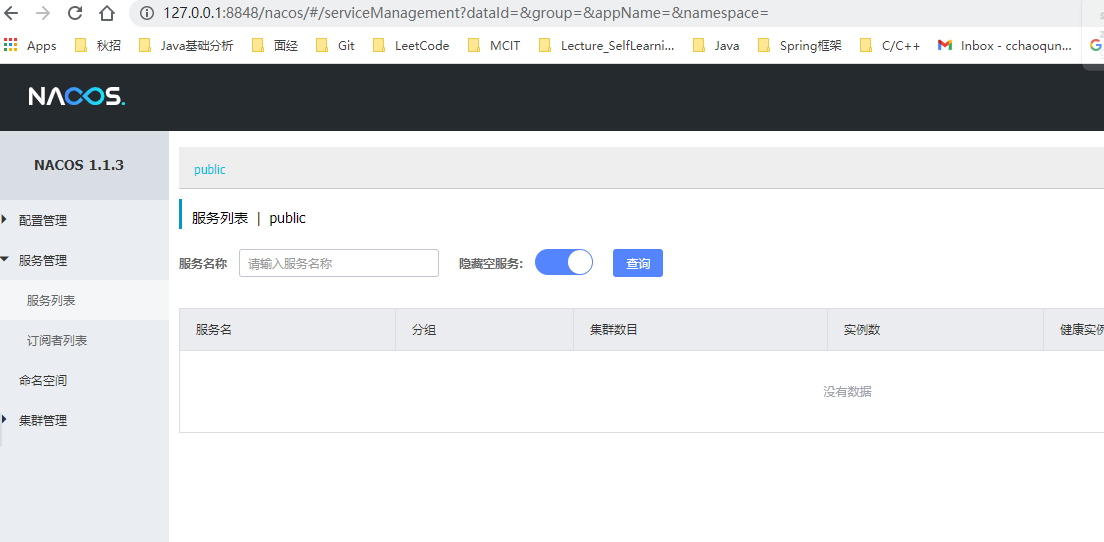 127.0.0.1:8848/nacos/#/serviceManagement?dataId=&group=&appName=&namespace=
Apps 秋招 Java基础分析 面经 Git LeetCode MCIT Lecture_SelfLearni... Java Spring框架 C/C++ Inbox - cchaoqun...
NACOS.
NACOS 1.1.3
配置管理
服务管理
服务列表
订阅者列表
命名空间
集群管理
public
服务列表 | public
服务名称 请输入服务名称 隐藏空服务: 查询
服务名 分组 集群数目 实例数 健康实
没有数据